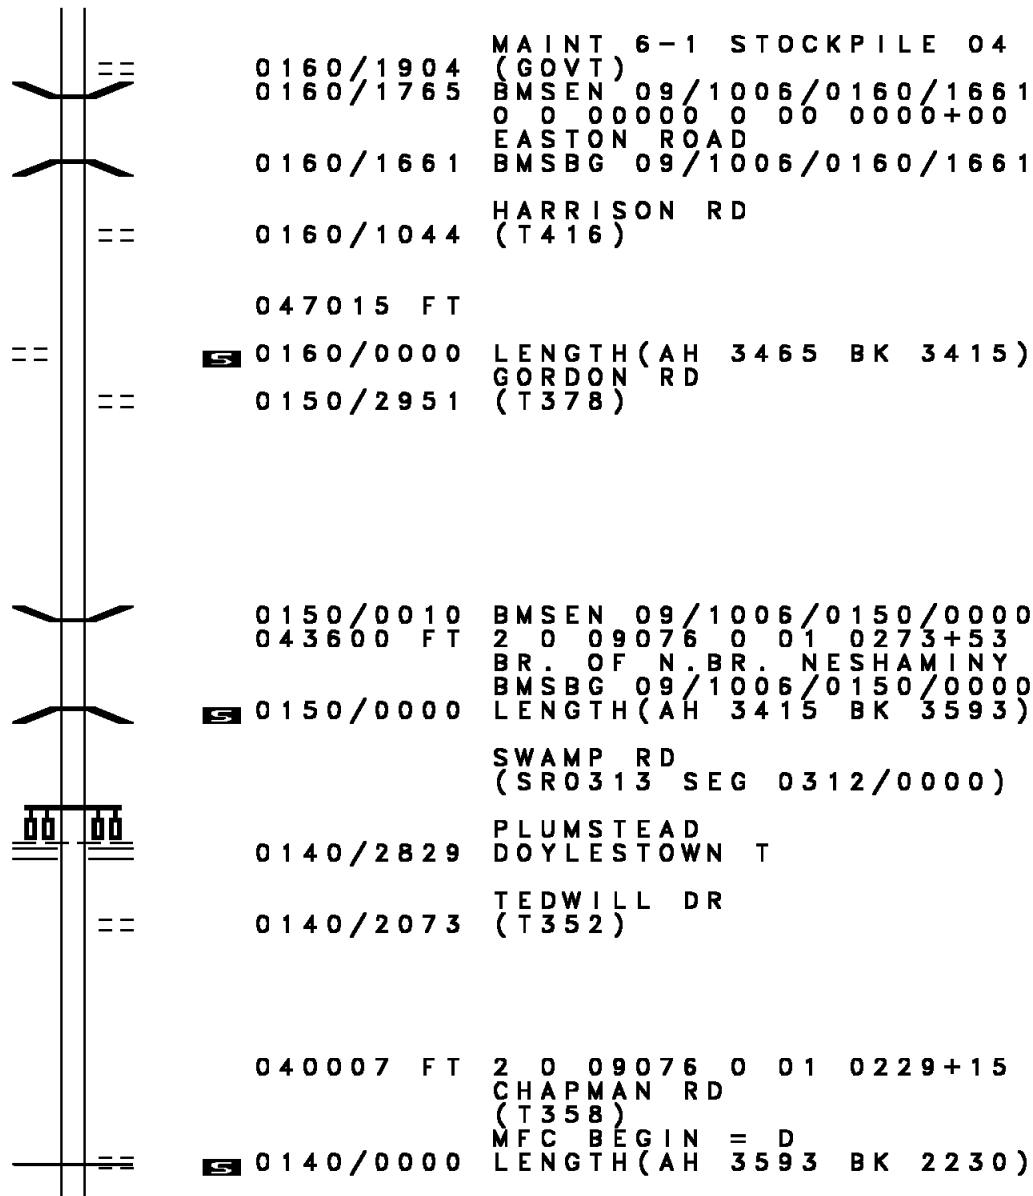 MAINT 6-1 STOCKPILE 04
0160/1904 (GOVT)
0160/1765 BMSEN 09/1006/0160/1661
0 0 00000 0 00 0000+00
EASTON ROAD
0160/1661 BMSBG 09/1006/0160/1661
HARRISON RD
0160/1044 (T416)
047015 FT
S 0160/0000 LENGTH(AH 3465 BK 3415)
GORDON RD
0150/2951 (T378)
0150/0010 BMSEN 09/1006/0150/0000
043600 FT 2 0 09076 0 01 0273+53
BR. OF N.BR. NESHAMINY
BMSBG 09/1006/0150/0000
S 0150/0000 LENGTH(AH 3415 BK 3593)
SWAMP RD
(SR0313 SEG 0312/0000)
PLUMSTEAD
0140/2829 DOYLESTOWN T
TEDWILL DR
0140/2073 (T352)
040007 FT 2 0 09076 0 01 0229+15
CHAPMAN RD
(T358)
MFC BEGIN = D
S 0140/0000 LENGTH(AH 3593 BK 2230)